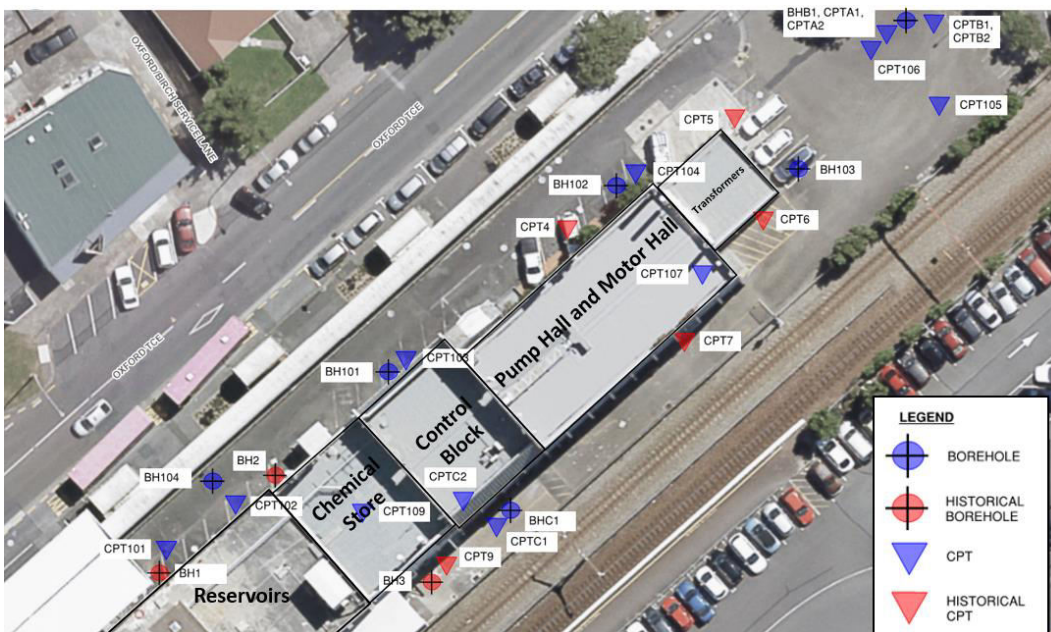 BHB1, CPTA1,
CPTA2
CPTB1,
CPTB2
CPT106
CPT105
OXFORD/BIRCH SERVICE LANE
OXFORD TCE
CPT5
CPT104
BH102
BH103
Transformers
CPT4
CPT6
CPT107
Pump Hall and Motor Hall
CPT7
OXFORD TCE
CPT103
BH101
Control
Block
BH2
BH104
CPTC2
Chemical
Store
CPT102
CPT109
BHC1
CPTC1
CPT101
CPT9
BH1
BH3
Reservoirs
LEGEND
BOREHOLE
HISTORICAL
BOREHOLE
CPT
HISTORICAL
CPT